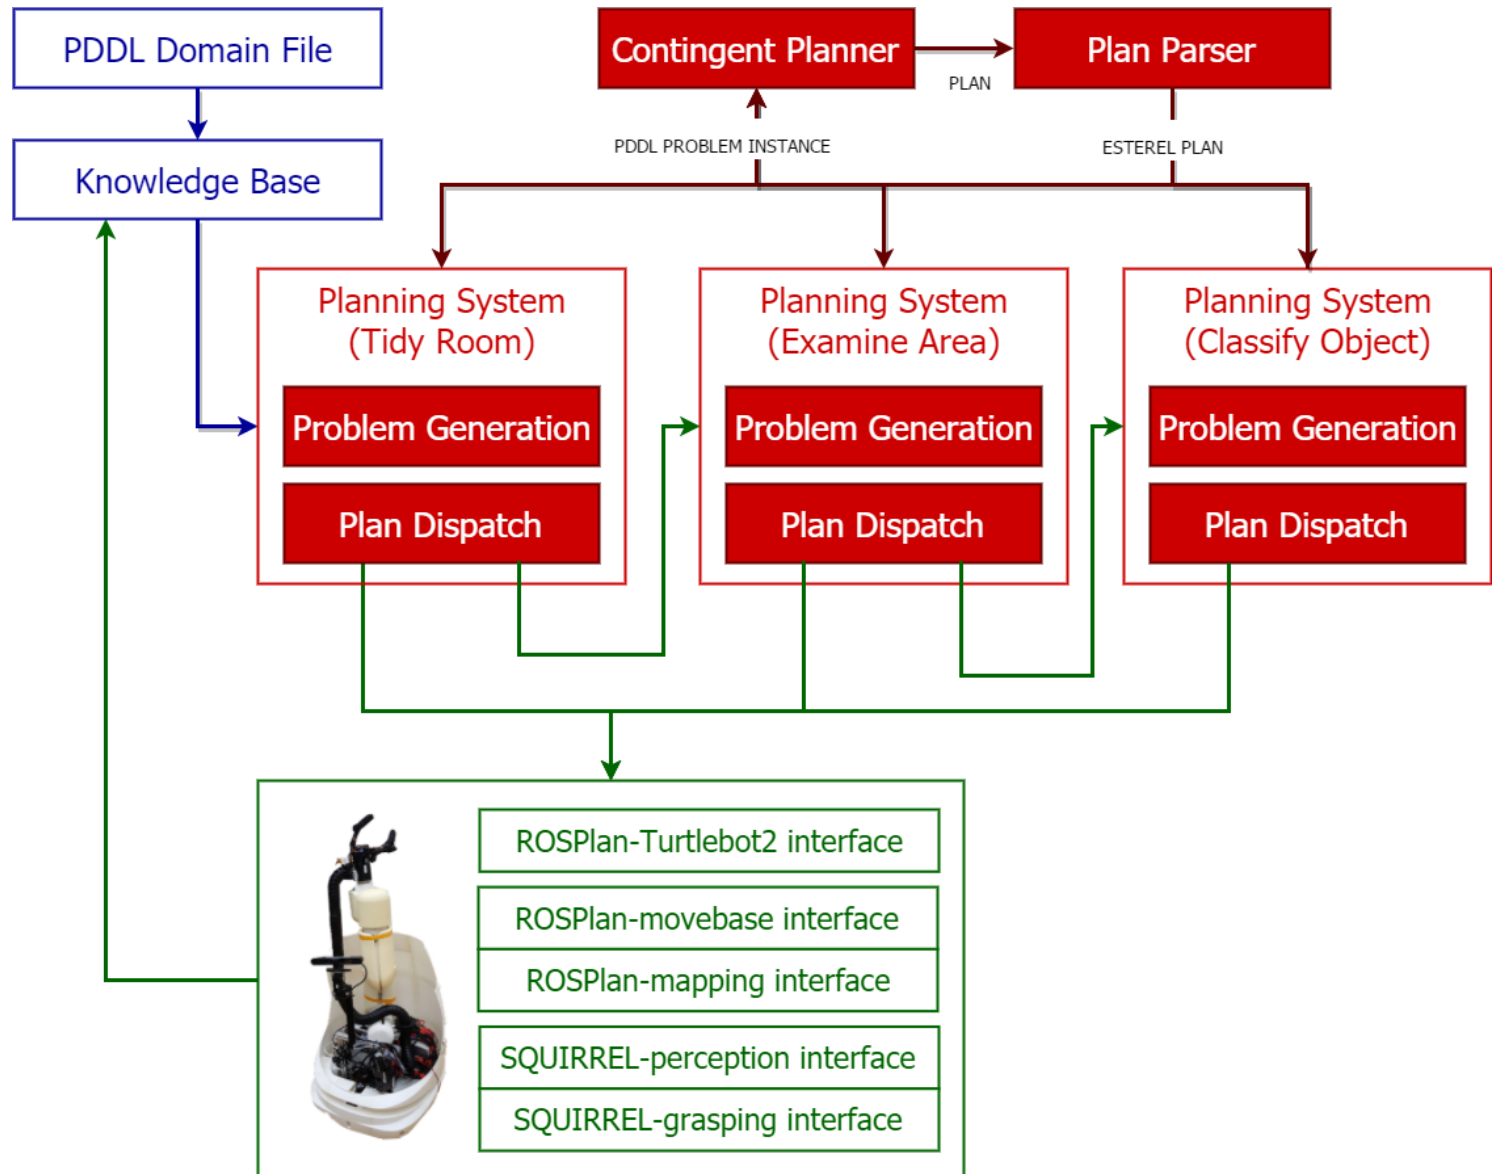 PDDL Domain File
Contingent Planner
Plan Parser
PLAN
PDDL PROBLEM INSTANCE
ESTEREL PLAN
Knowledge Base
Planning System
(Tidy Room)
Problem Generation
Plan Dispatch
Planning System
(Examine Area)
Problem Generation
Plan Dispatch
Planning System
(Classify Object)
Problem Generation
Plan Dispatch
ROSPlan-Turtlebot2 interface
ROSPlan-movebase interface
ROSPlan-mapping interface
SQUIRREL-perception interface
SQUIRREL-grasping interface